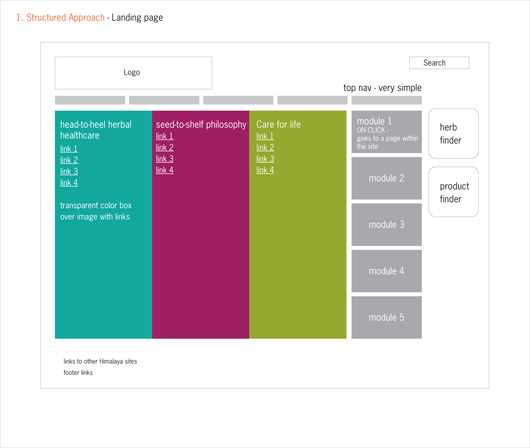 1. Structured Approach - Landing page
Logo
Search
top nav - very simple
head-to-heel herbal
healthcare
link 1
link 2
link 3
link 4
transparent color box
over image with links
seed-to-shelf philosophy
link 1
link 2
link 3
link 4
Care for life
link 1
link 2
link 3
link 4
module 1
ON CLICK -
goes to a page within
the site
module 2
module 3
module 4
module 5
herb
finder
product
finder
links to other Himalaya sites
footer links